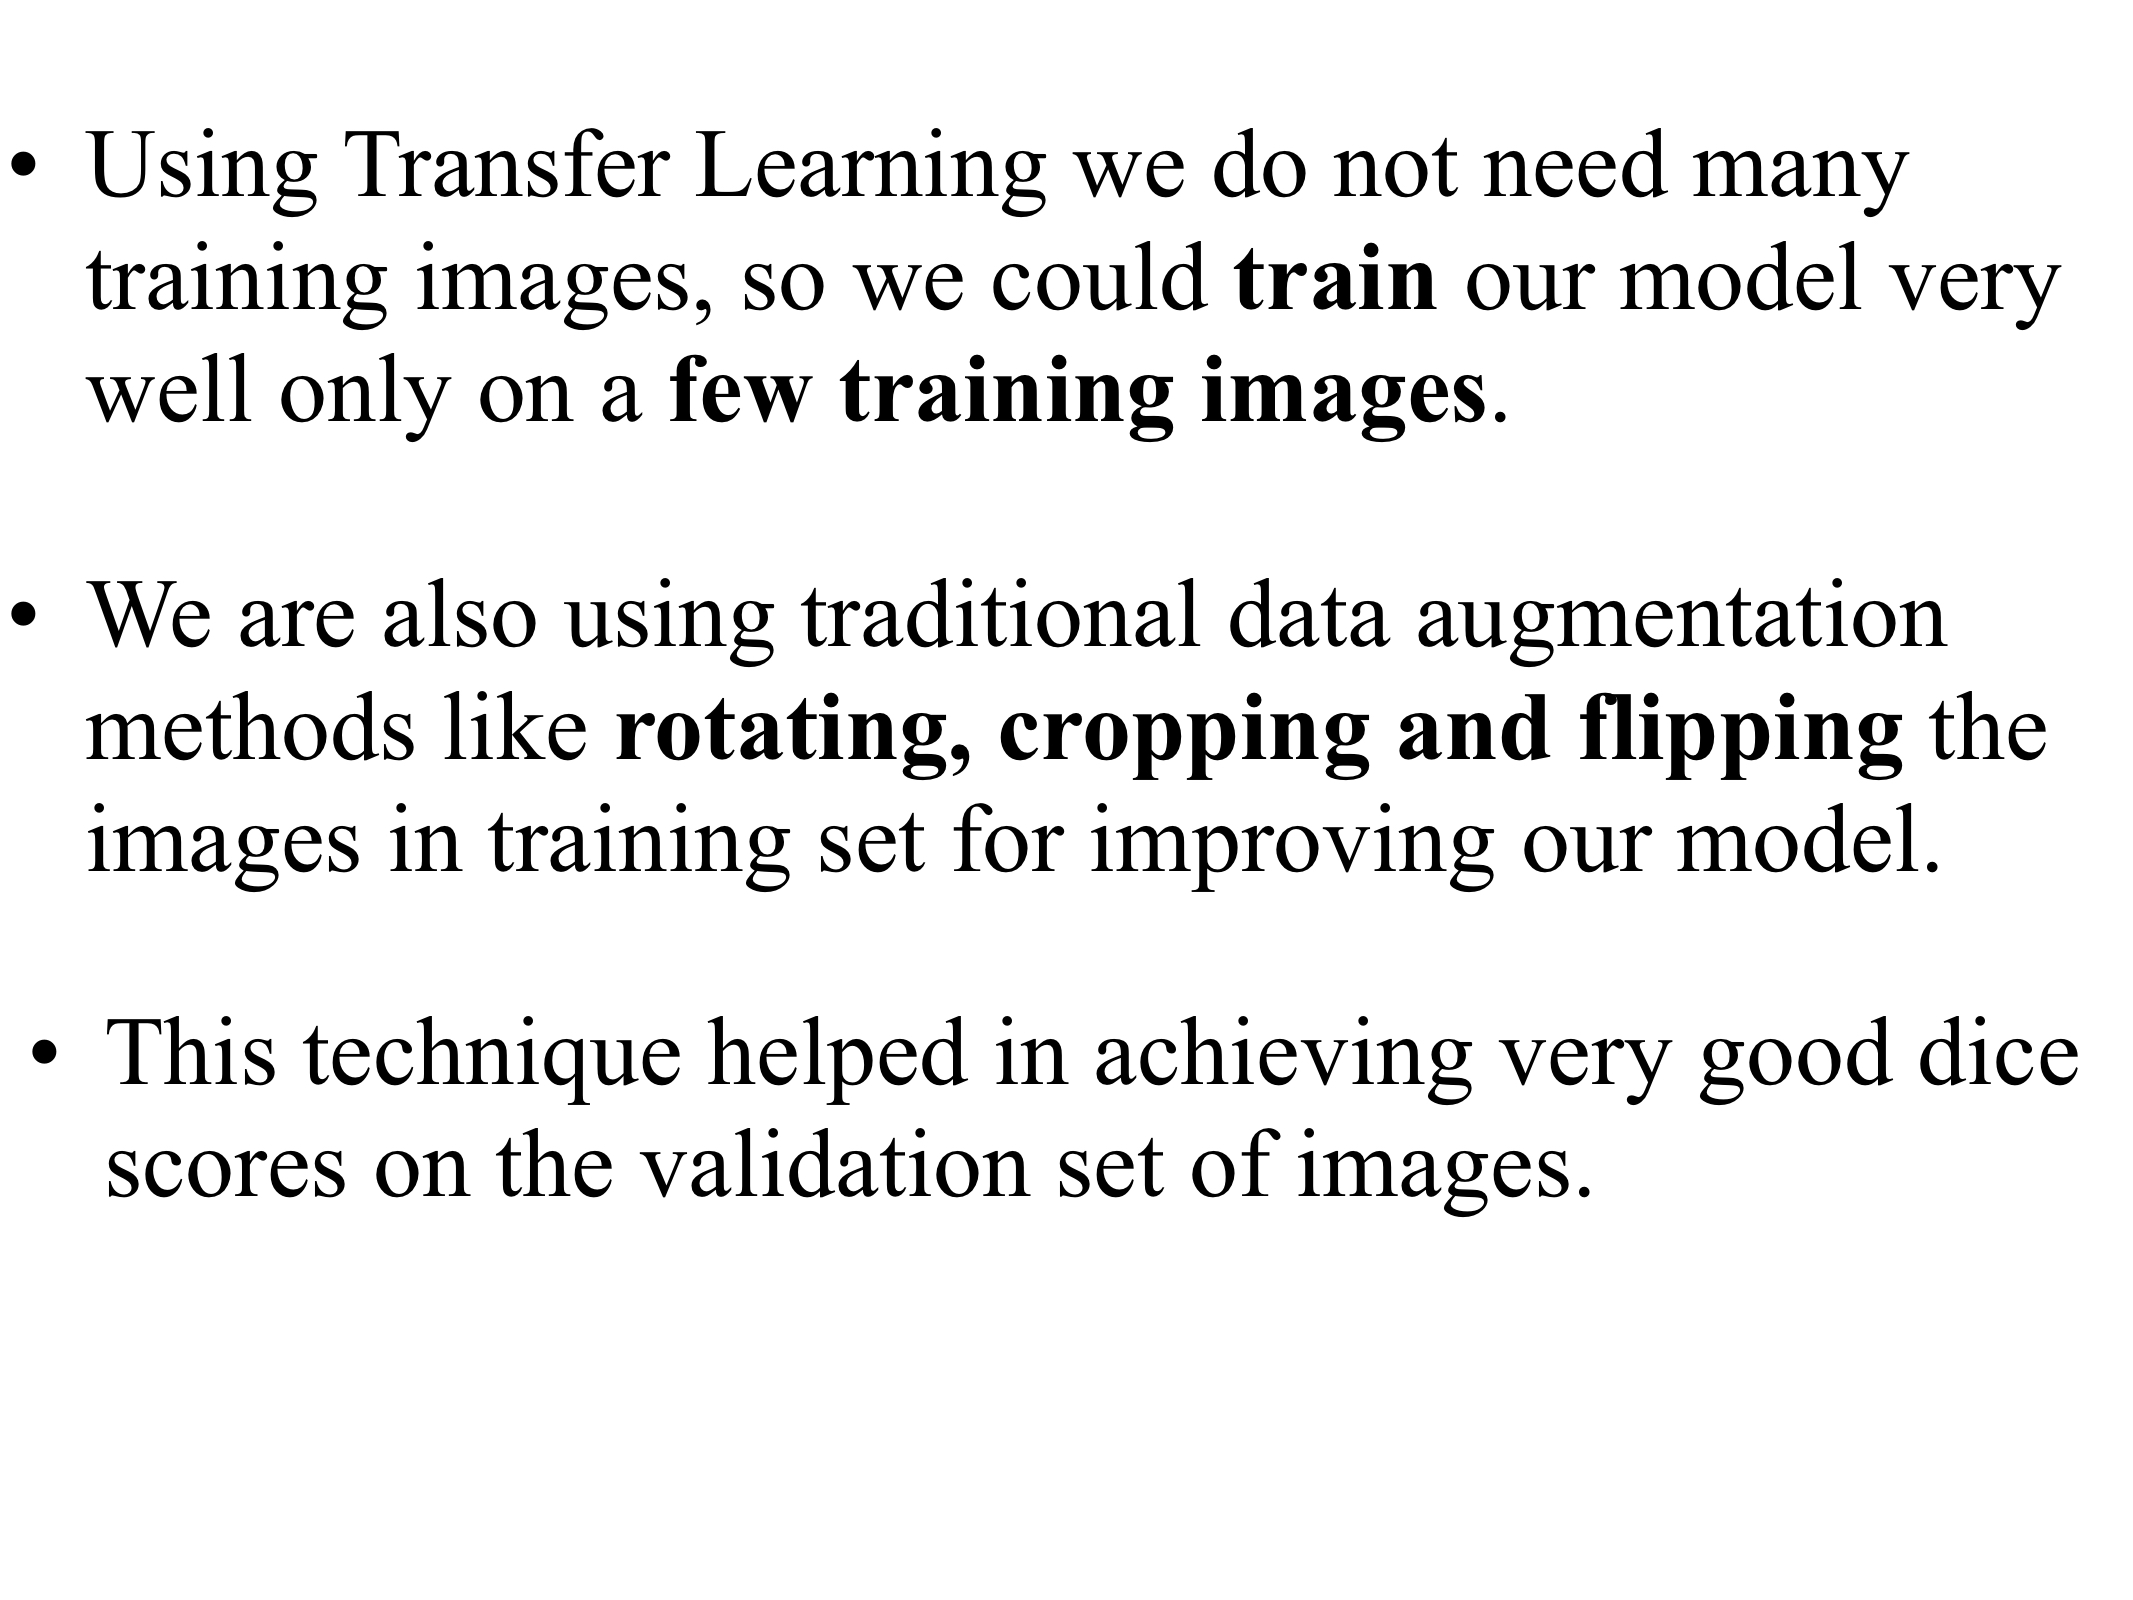 • Using Transfer Learning we do not need many
training images, so we could train our model very
well only on a few training images.
• We are also using traditional data augmentation
methods like rotating, cropping and flipping the
images in training set for improving our model.
• This technique helped in achieving very good dice
scores on the validation set of images.